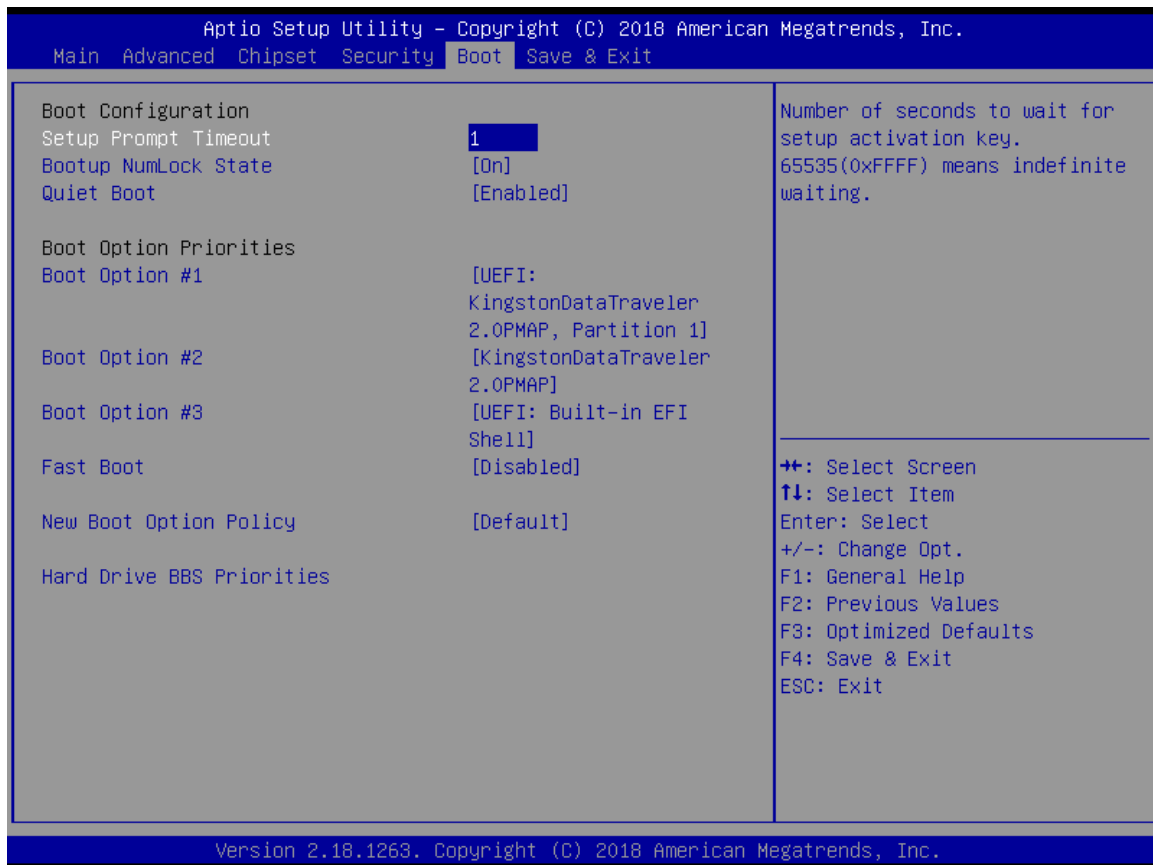 Aptio Setup Utility – Copyright (C) 2018 American Megatrends, Inc.
Main Advanced Chipset Security Boot Save & Exit
Boot Configuration
Setup Prompt Timeout 1
Bootup NumLock State [On]
Quiet Boot [Enabled]
Boot Option Priorities
Boot Option #1 [UEFI:
KingstonDataTraveler
2.0PMAP, Partition 1]
Boot Option #2 [KingstonDataTraveler
2.0PMAP]
Boot Option #3 [UEFI: Built-in EFI
Shell]
Fast Boot [Disabled]
New Boot Option Policy [Default]
Hard Drive BBS Priorities
Number of seconds to wait for
setup activation key.
65535(0xFFFF) means indefinite
waiting.
→←: Select Screen
↑↓: Select Item
Enter: Select
+/-: Change Opt.
F1: General Help
F2: Previous Values
F3: Optimized Defaults
F4: Save & Exit
ESC: Exit
Version 2.18.1263. Copyright (C) 2018 American Megatrends, Inc.